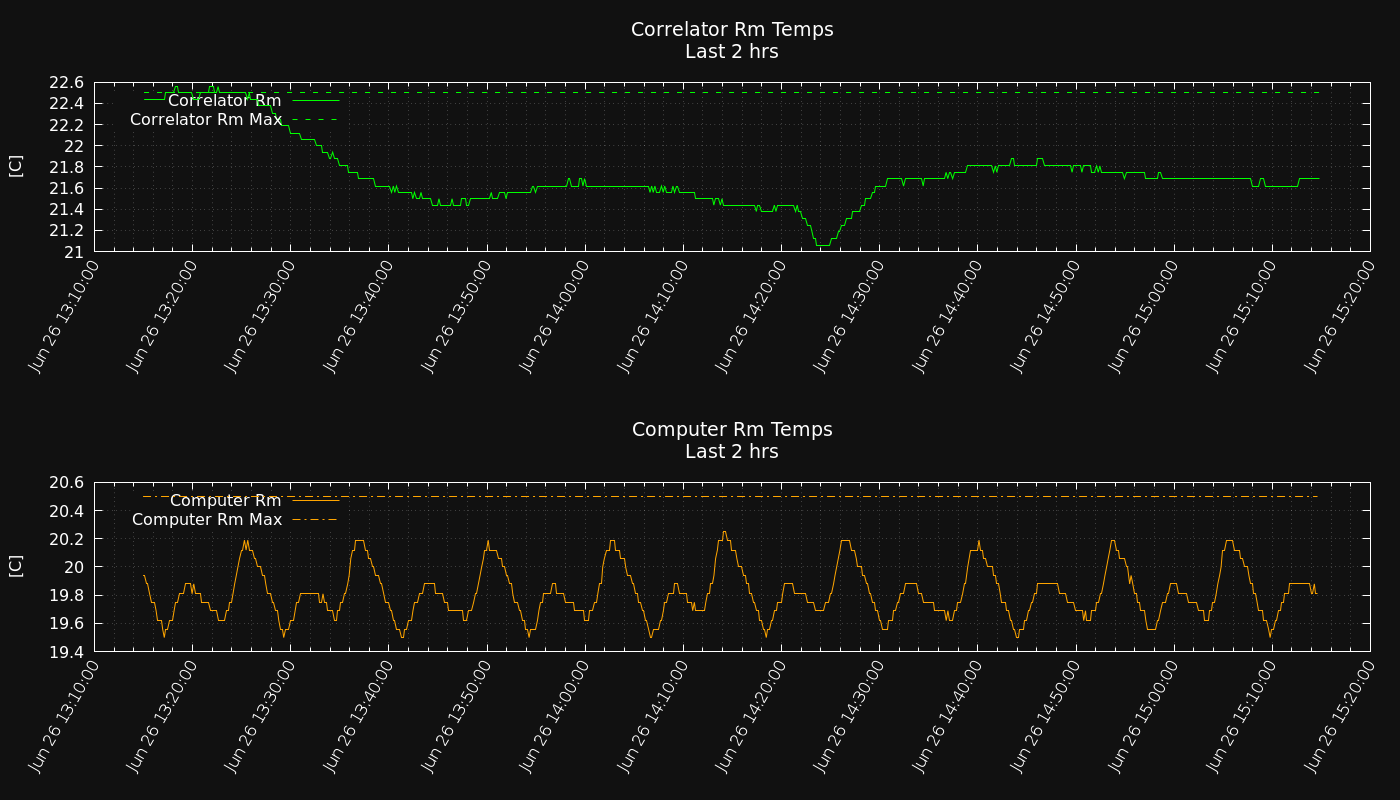 Correlator Rm Temps
Last 2 hrs
[C]
22.6
22.4
22.2
22
21.8
21.6
21.4
21.2
21
Correlator Rm
Correlator Rm Max
Jun 26 13:10:00
Jun 26 13:20:00
Jun 26 13:30:00
Jun 26 13:40:00
Jun 26 13:50:00
Jun 26 14:00:00
Jun 26 14:10:00
Jun 26 14:20:00
Jun 26 14:30:00
Jun 26 14:40:00
Jun 26 14:50:00
Jun 26 15:00:00
Jun 26 15:10:00
Jun 26 15:20:00
Computer Rm Temps
Last 2 hrs
[C]
20.6
20.4
20.2
20
19.8
19.6
19.4
Computer Rm
Computer Rm Max
Jun 26 13:10:00
Jun 26 13:20:00
Jun 26 13:30:00
Jun 26 13:40:00
Jun 26 13:50:00
Jun 26 14:00:00
Jun 26 14:10:00
Jun 26 14:20:00
Jun 26 14:30:00
Jun 26 14:40:00
Jun 26 14:50:00
Jun 26 15:00:00
Jun 26 15:10:00
Jun 26 15:20:00